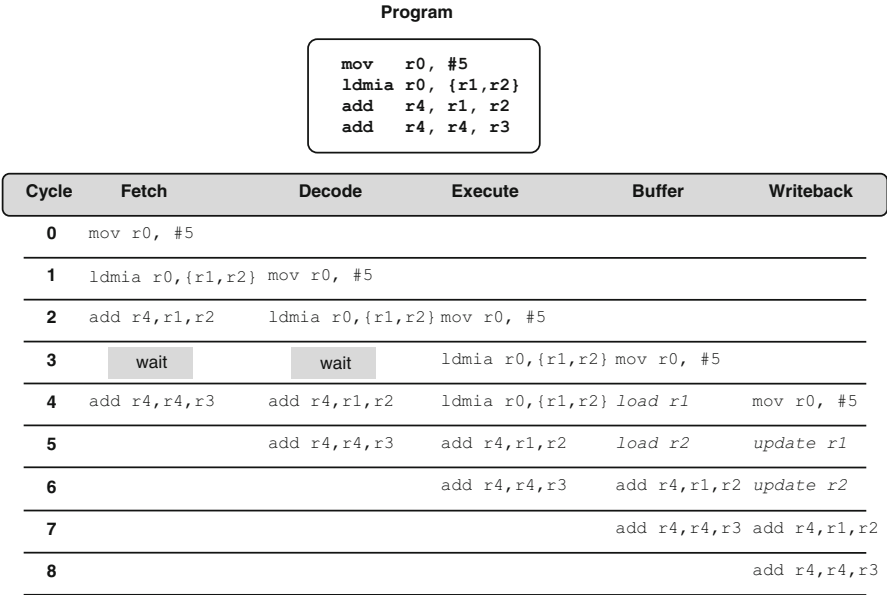 Program
mov r0, #5
ldmia r0, {r1,r2}
add r4, r1, r2
add r4, r4, r3
Cycle Fetch Decode Execute Buffer Writeback
0 mov r0, #5
1 ldmia r0,{r1,r2} mov r0, #5
2 add r4,r1,r2 ldmia r0,{r1,r2} mov r0, #5
3 wait wait ldmia r0,{r1,r2} mov r0, #5
4 add r4,r4,r3 add r4,r1,r2 ldmia r0,{r1,r2} load r1 mov r0, #5
5 add r4,r4,r3 add r4,r1,r2 load r2 update r1
6 add r4,r4,r3 add r4,r1,r2 update r2
7 add r4,r4,r3 add r4,r1,r2
8 add r4,r4,r3